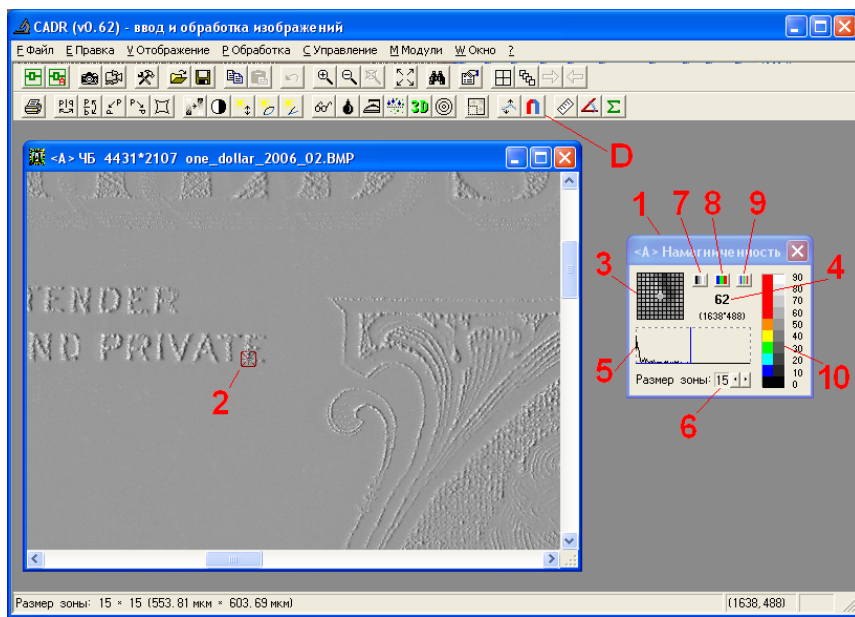 CADR (v0.62) - ввод и обработка изображений
F Файл E Правка V Отображение P Обработка C Управление M Модули W Окно ?
3D
D
<A> ЧБ 4431*2107 one_dollar_2006_02.BMP
TENDER
ND PRIVATE
2
1
7
8
9
<A> Намагниченность
3
4
62
(1638*488)
90
80
70
60
50
40
30
20
10
0
5
10
Размер зоны: 15
6
Размер зоны: 15 × 15 (553.81 мкм × 603.69 мкм)
(1638, 488)